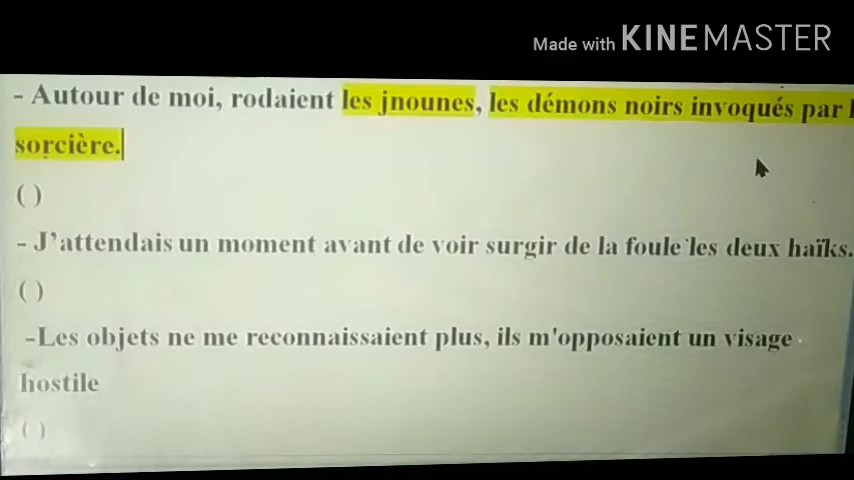 Made with KINEMASTER
- Autour de moi, rodaient les jnounes, les démons noirs invoqués par
sorcière.
( )
- J’attendais un moment avant de voir surgir de la foule les deux haïks.
( )
-Les objets ne me reconnaissaient plus, ils m'opposaient un visage
hostile
( )